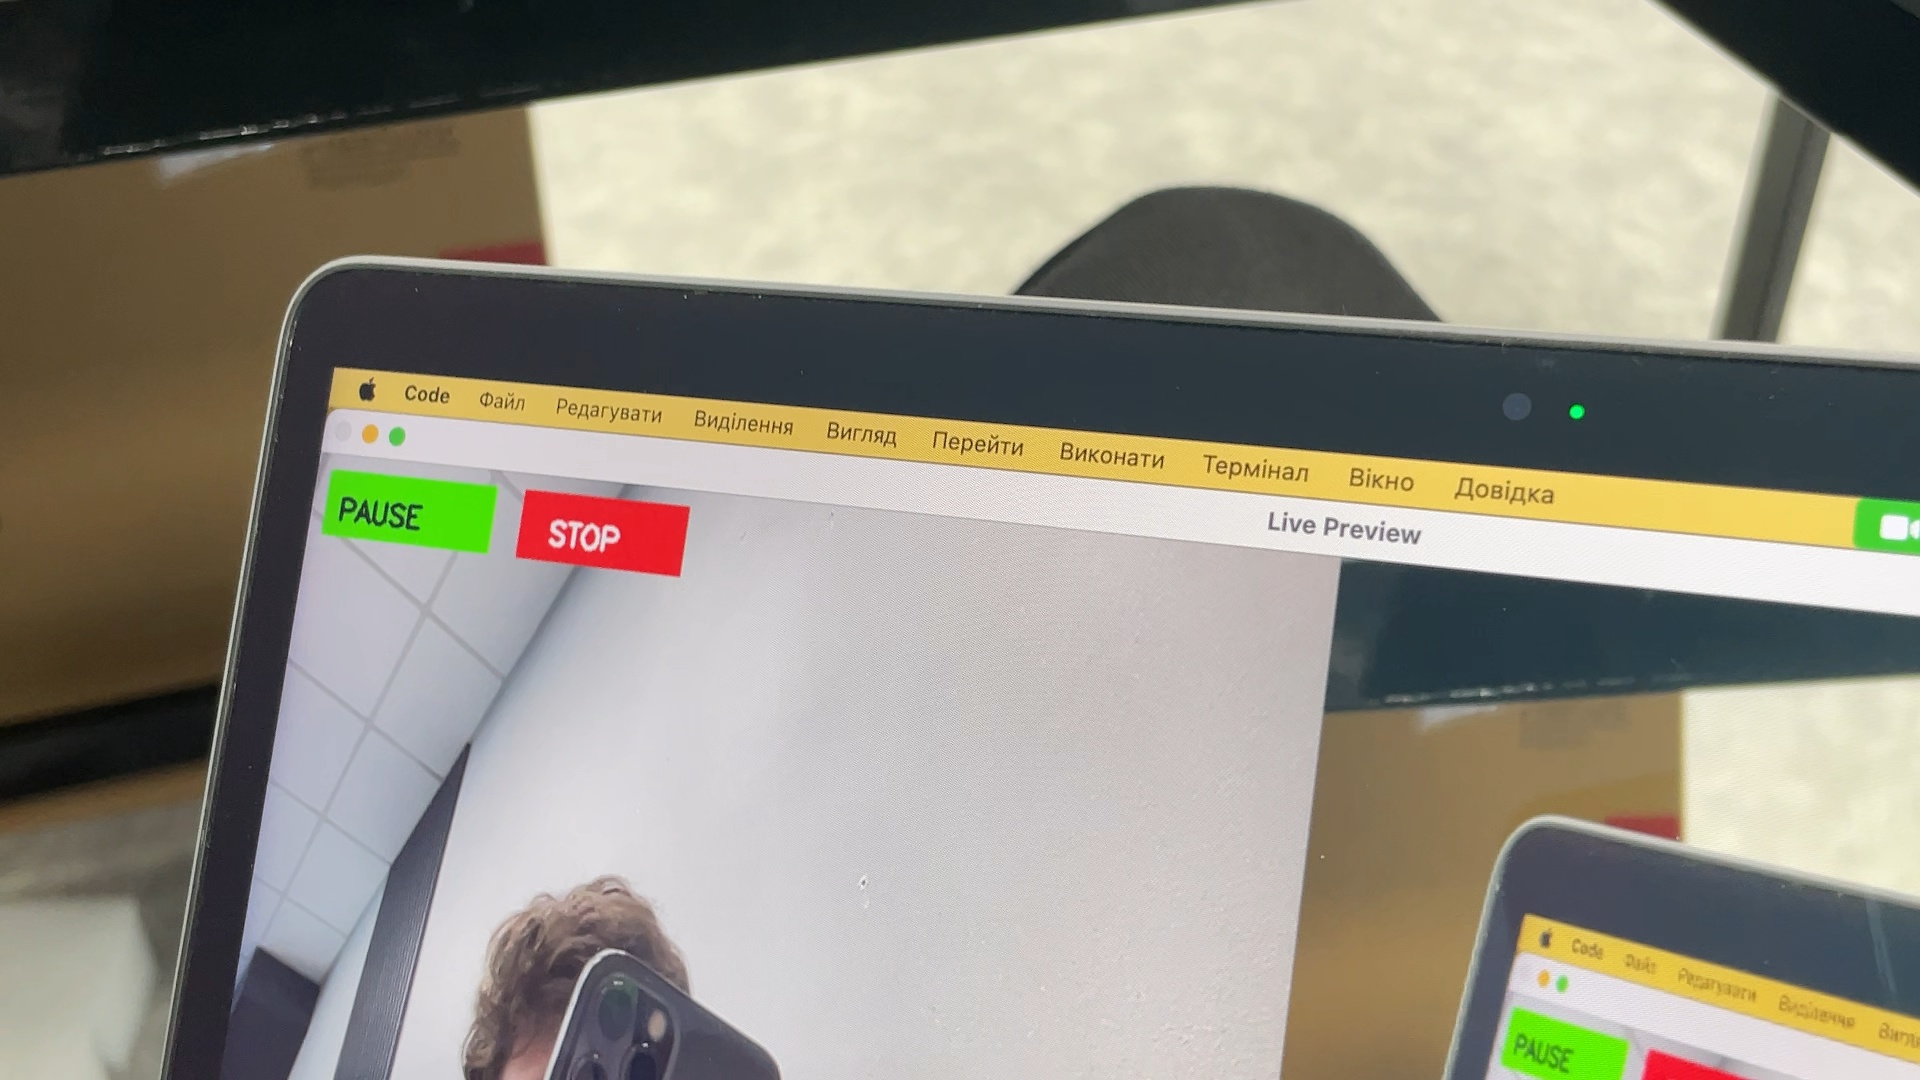 Code Файл Редагувати Виділення Вигляд Перейти Виконати Термінал Вікно Довідка
Live Preview
PAUSE STOP
Code Файл Редагувати Виділення
PAUSE